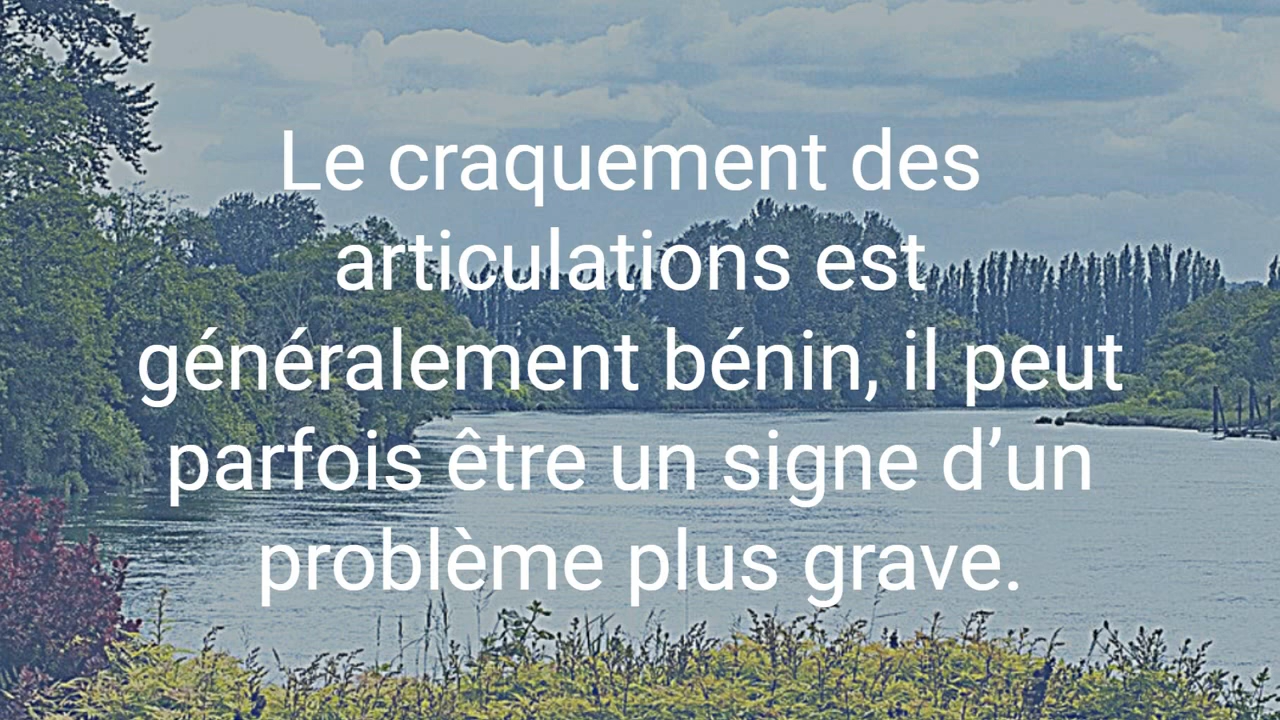 Le craquement des
articulations est
généralement bénin, il peut
parfois être un signe d’un
problème plus grave.